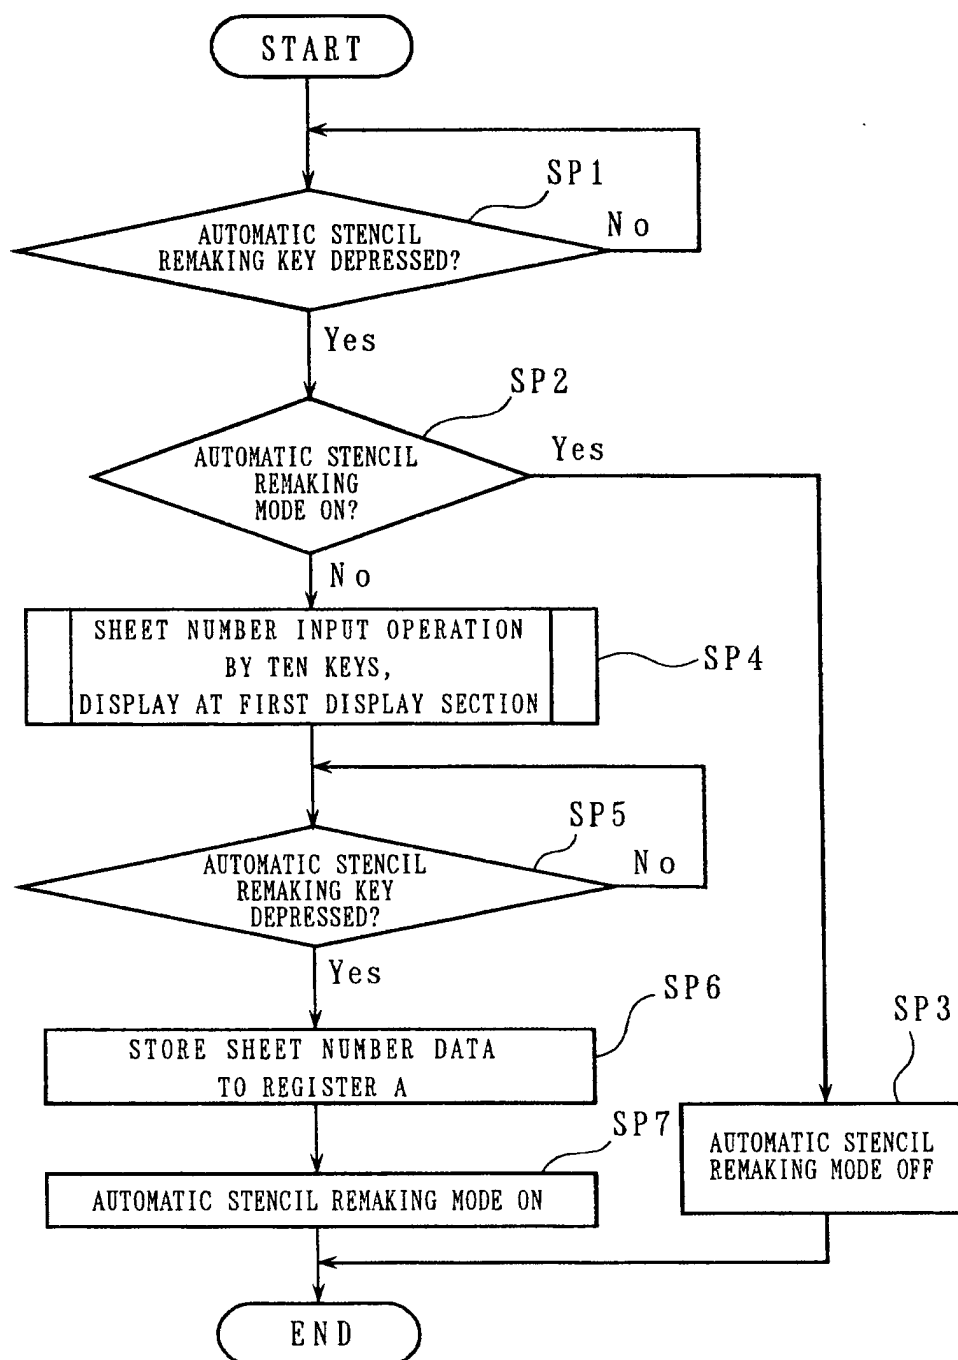 START
SP1
No
AUTOMATIC STENCIL
REMAKING KEY DEPRESSED?
Yes
SP2
Yes
AUTOMATIC STENCIL
REMAKING
MODE ON?
No
SHEET NUMBER INPUT OPERATION
BY TEN KEYS,
DISPLAY AT FIRST DISPLAY SECTION
SP4
SP5
No
AUTOMATIC STENCIL
REMAKING KEY
DEPRESSED?
Yes
SP6
STORE SHEET NUMBER DATA
TO REGISTER A
SP3
AUTOMATIC STENCIL
REMAKING MODE OFF
SP7
AUTOMATIC STENCIL REMAKING MODE ON
END